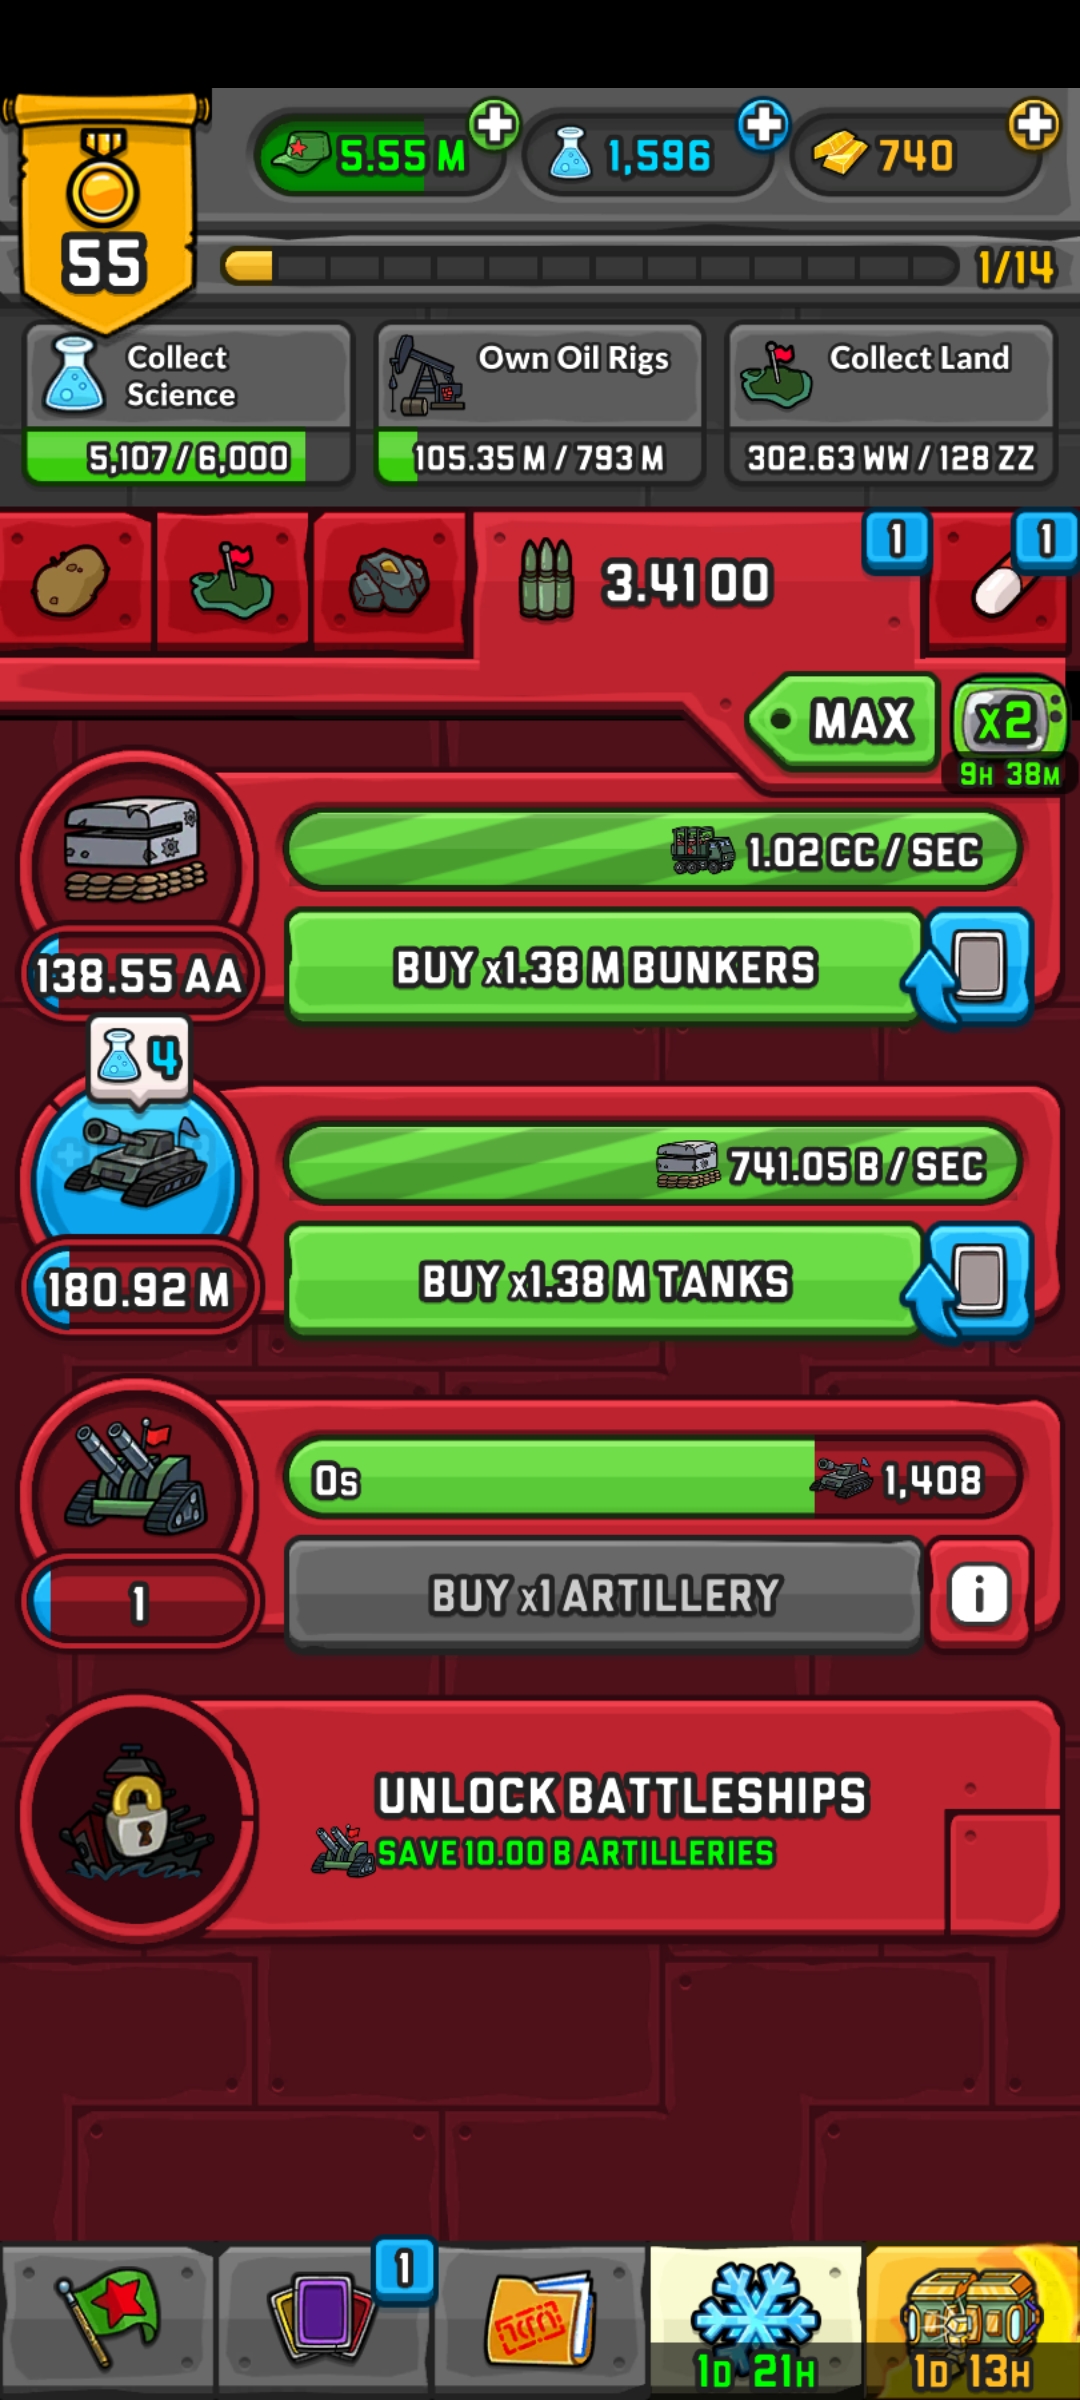 55
5.55 M
1,596
740
1/14
Collect
Science
5,107 / 6,000
Own Oil Rigs
105.35 M / 793 M
Collect Land
302.63 WW / 128 ZZ
3.41 OO
1
1
MAX
x2
9H 38M
1.02 CC / SEC
138.55 AA
BUY x1.38 M BUNKERS
4
741.05 B / SEC
180.92 M
BUY x1.38 M TANKS
0s
1,408
1
BUY x1 ARTILLERY
i
UNLOCK BATTLESHIPS
SAVE 10.00 B ARTILLERIES
1
1D 21H
1D 13H